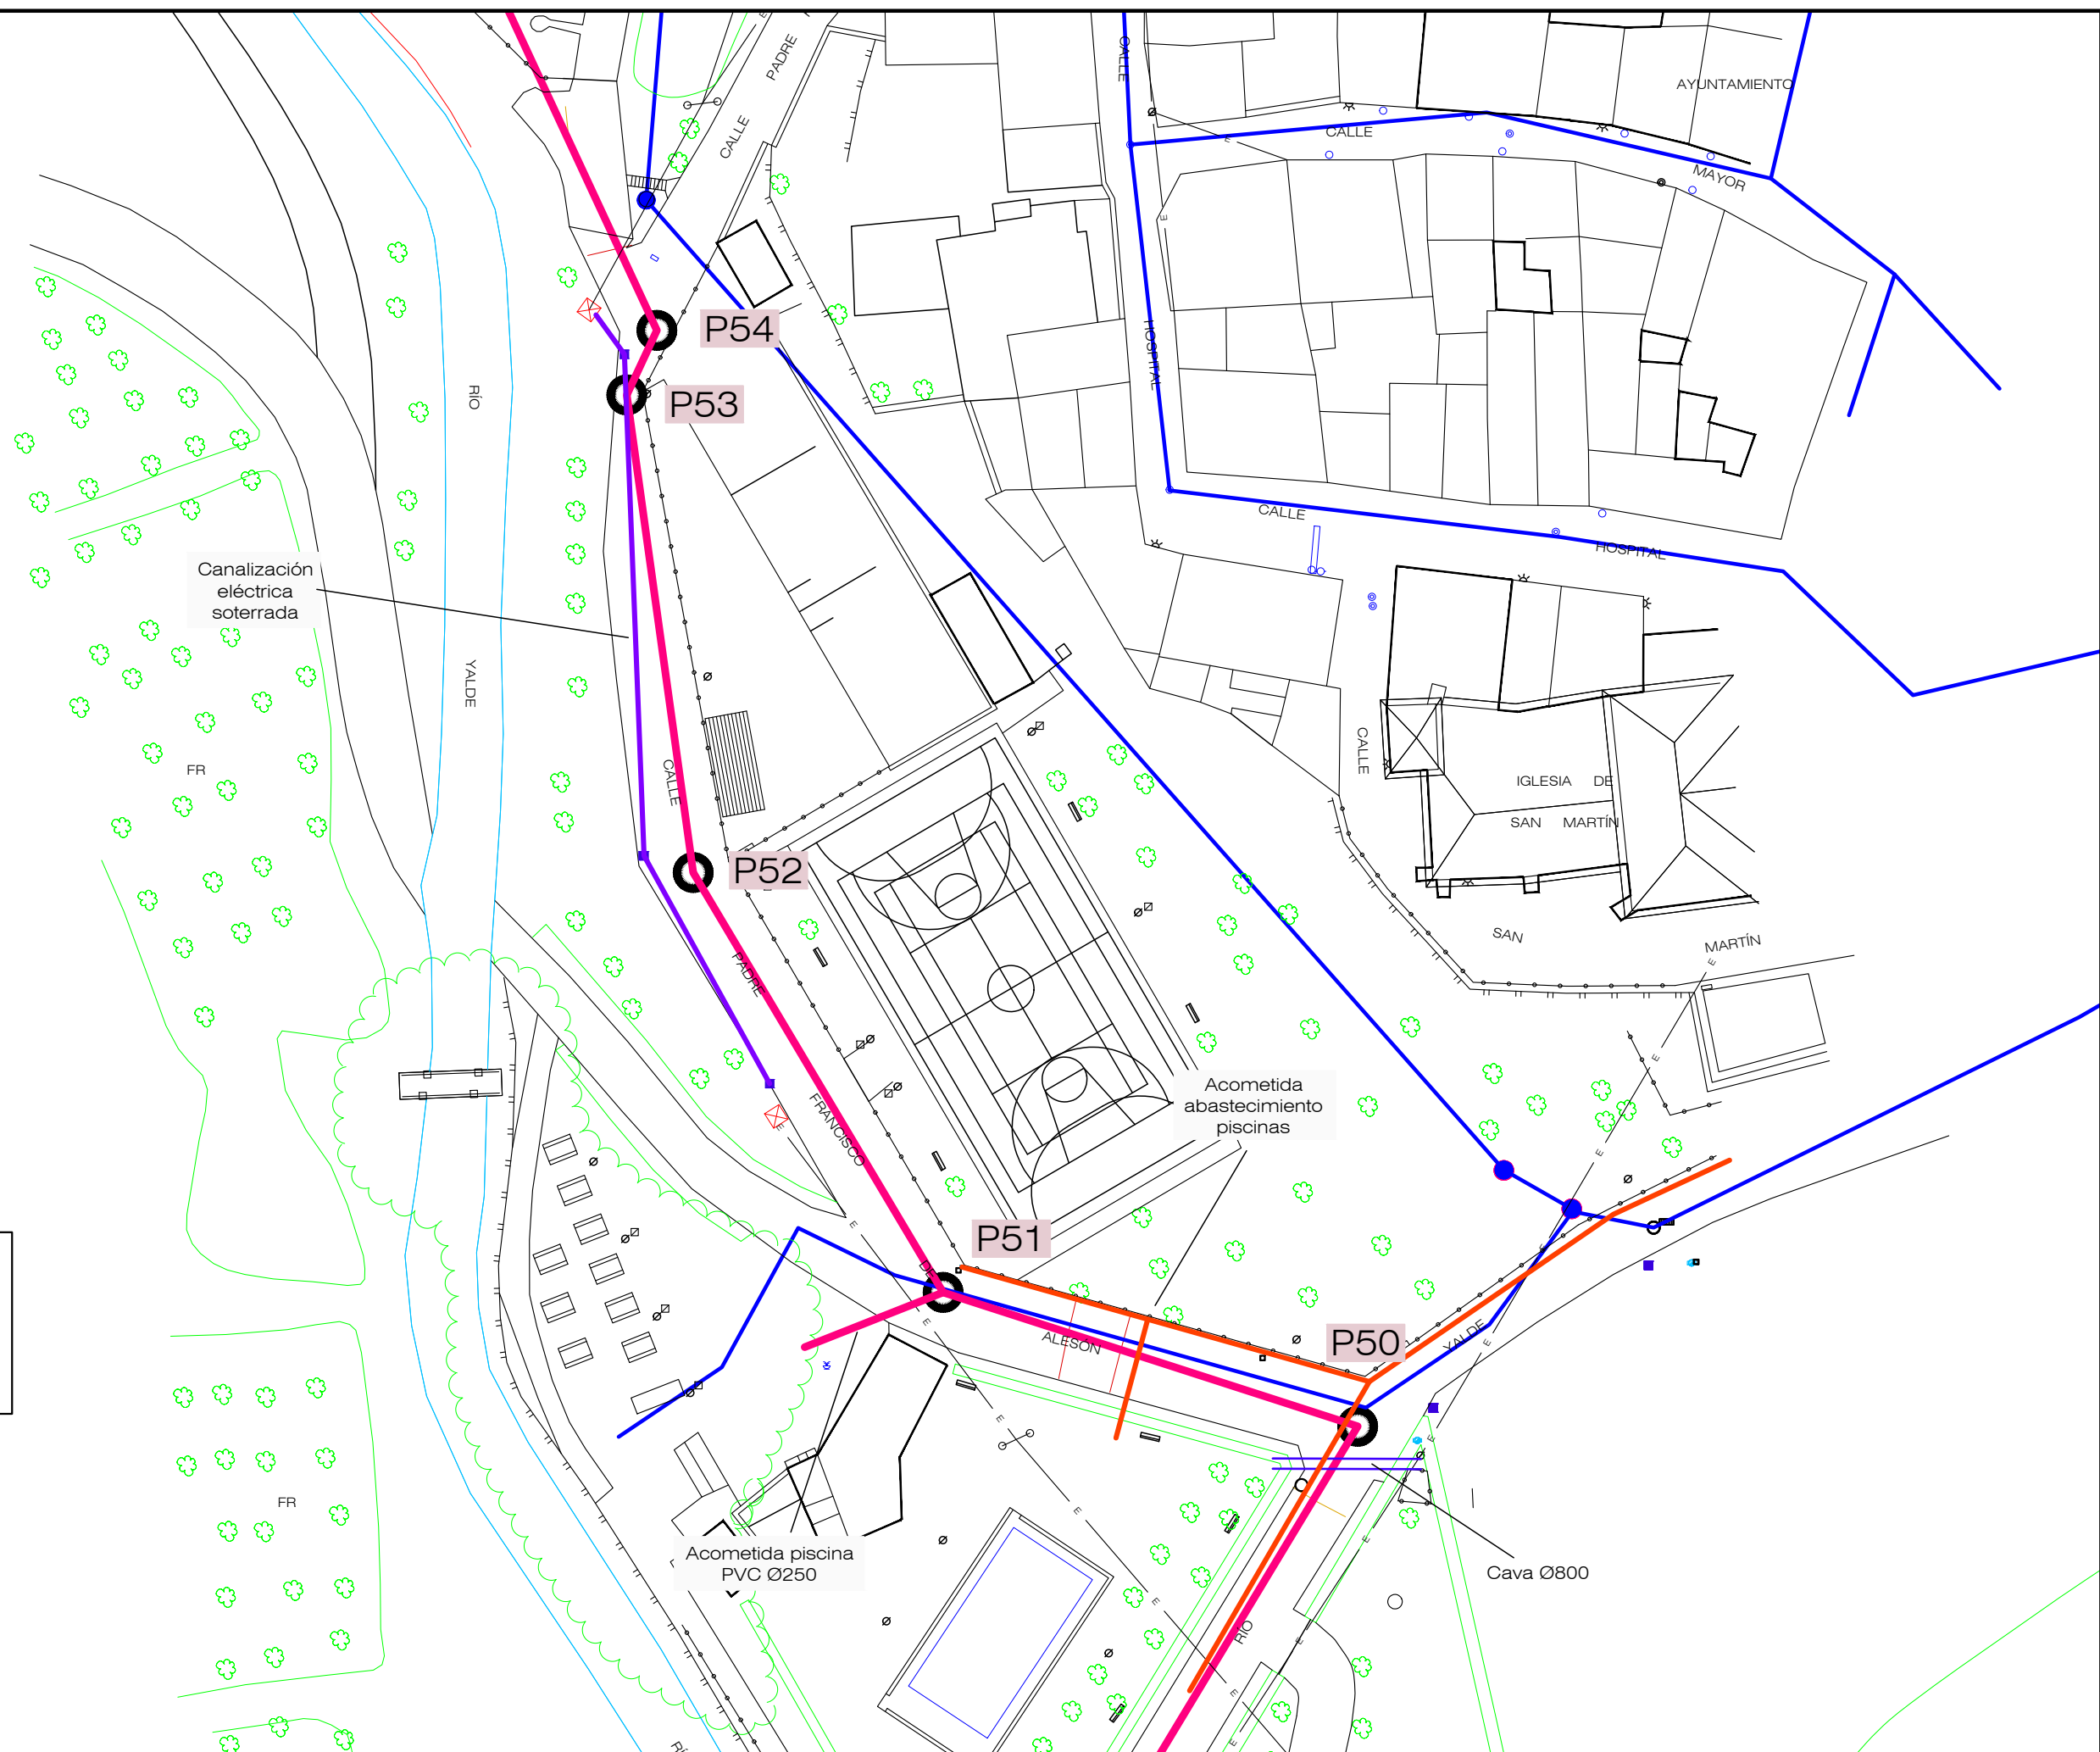 PADRE
CALLE
CALLE
AYUNTAMIENTO
CALLE
MAYOR
P54
HOSPITAL
RÍO
P53
CALLE
HOSPITAL
Canalización
eléctrica
soterrada
YALDE
CALLE
FR
CALLE
IGLESIA DE
SAN MARTÍN
P52
SAN
MARTÍN
PADRE
Acometida
abastecimiento
piscinas
FRANCISCO
P51
DE
ALESÓN
P50
YALDE
FR
Acometida piscina
PVC Ø250
Cava Ø800
RÍO